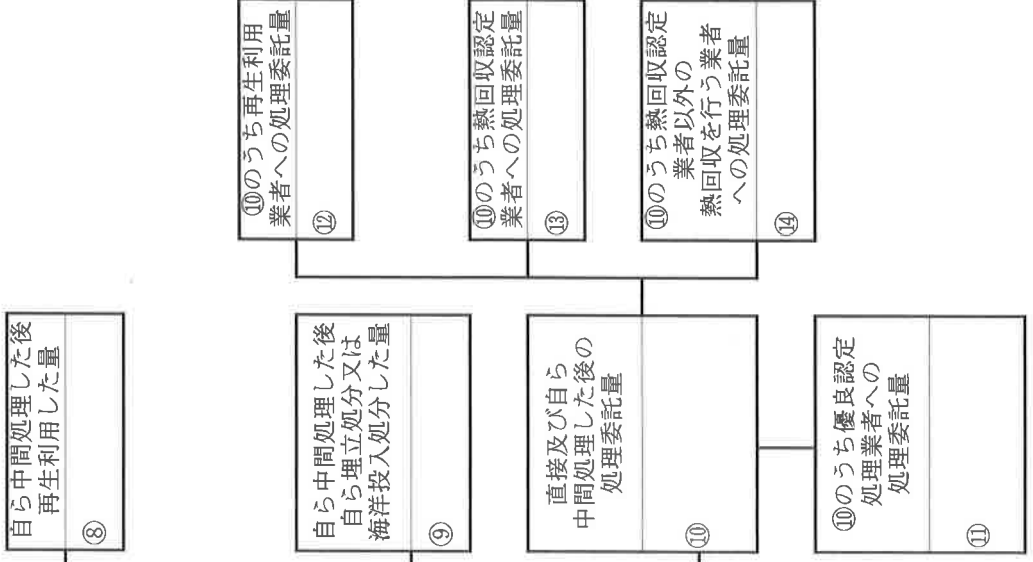 自ら中間処理した後
再生利用した量
⑧
自ら中間処理した後
自ら埋立処分又は
海洋投入処分した量
⑨
直接及び自ら
中間処理した後の
処理委託量
⑩
⑩のうち優良認定
処理業者への
処理委託量
⑪
⑩のうち再生利用
業者への処理委託量
⑫
⑩のうち熱回収認定
業者への処理委託量
⑬
⑩のうち熱回収認定
業者以外の
熱回収を行う業者
への処理委託量
⑭